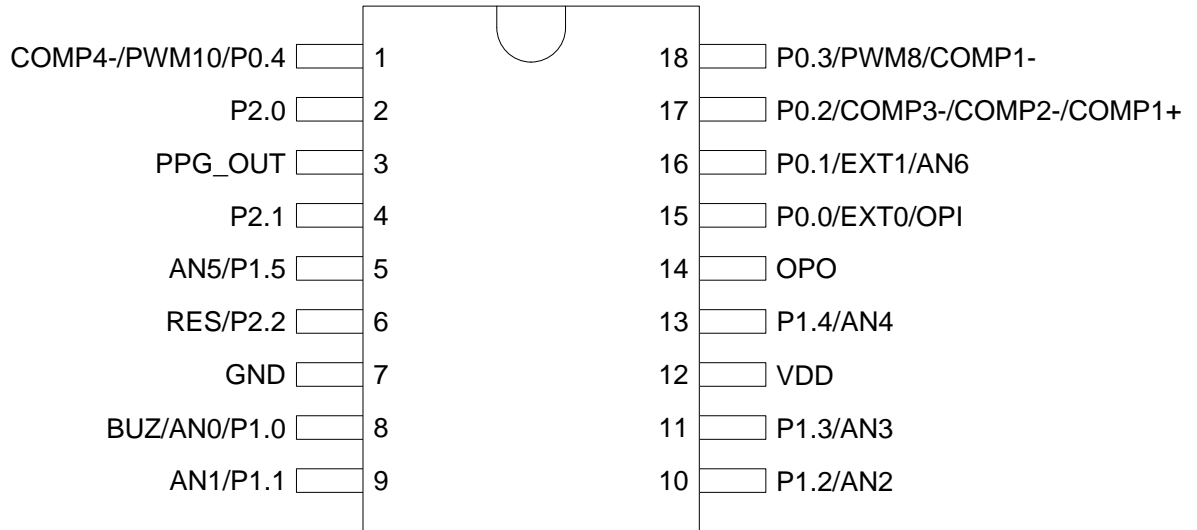 COMP4-/PWM10/P0.4 1 18 P0.3/PWM8/COMP1-
P2.0 2 17 P0.2/COMP3-/COMP2-/COMP1+
PPG_OUT 3 16 P0.1/EXT1/AN6
P2.1 4 15 P0.0/EXT0/OPI
AN5/P1.5 5 14 OPO
RES/P2.2 6 13 P1.4/AN4
GND 7 12 VDD
BUZ/AN0/P1.0 8 11 P1.3/AN3
AN1/P1.1 9 10 P1.2/AN2